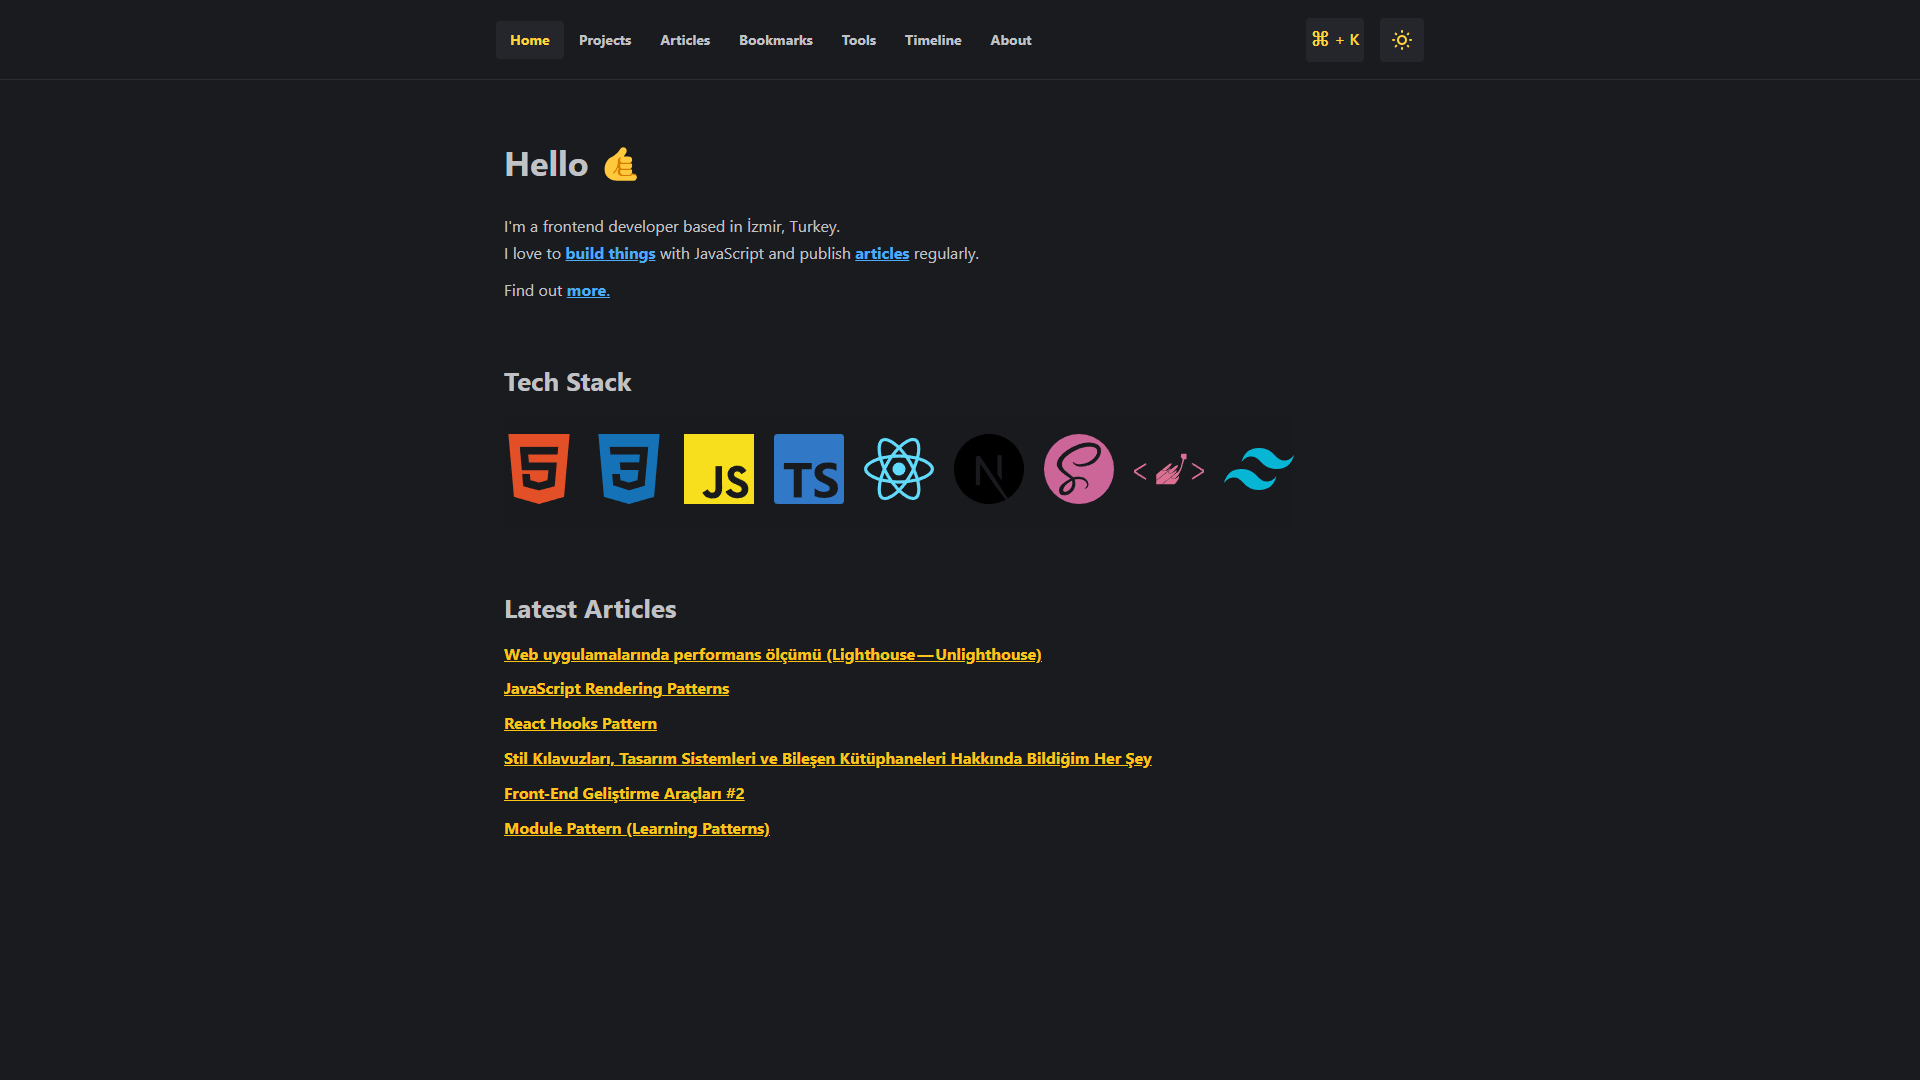 Home Projects Articles Bookmarks Tools Timeline About ⌘ + K
Hello 🤙
I'm a frontend developer based in İzmir, Turkey.
I love to build things with JavaScript and publish articles regularly.
Find out more.
Tech Stack
5 3 JS TS N S < >
Latest Articles
Web uygulamalarında performans ölçümü (Lighthouse — Unlighthouse)
JavaScript Rendering Patterns
React Hooks Pattern
Stil Kılavuzları, Tasarım Sistemleri ve Bileşen Kütüphaneleri Hakkında Bildiğim Her Şey
Front-End Geliştirme Araçları #2
Module Pattern (Learning Patterns)